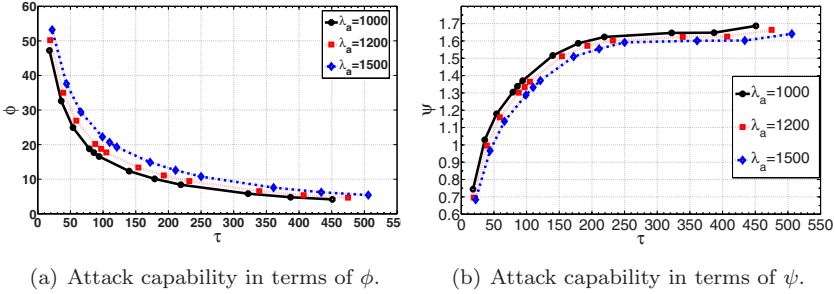 60
50
40
30
20
10
0
ϕ
0 50 100 150 200 250 300 350 400 450 500 55
τ
λa=1000
λa=1200
λa=1500
1.7
1.6
1.5
1.4
1.3
1.2
1.1
1
0.9
0.8
0.7
0.6
ψ
0 50 100 150 200 250 300 350 400 450 500 550
τ
λa=1000
λa=1200
λa=1500
(a) Attack capability in terms of ϕ.
(b) Attack capability in terms of ψ.